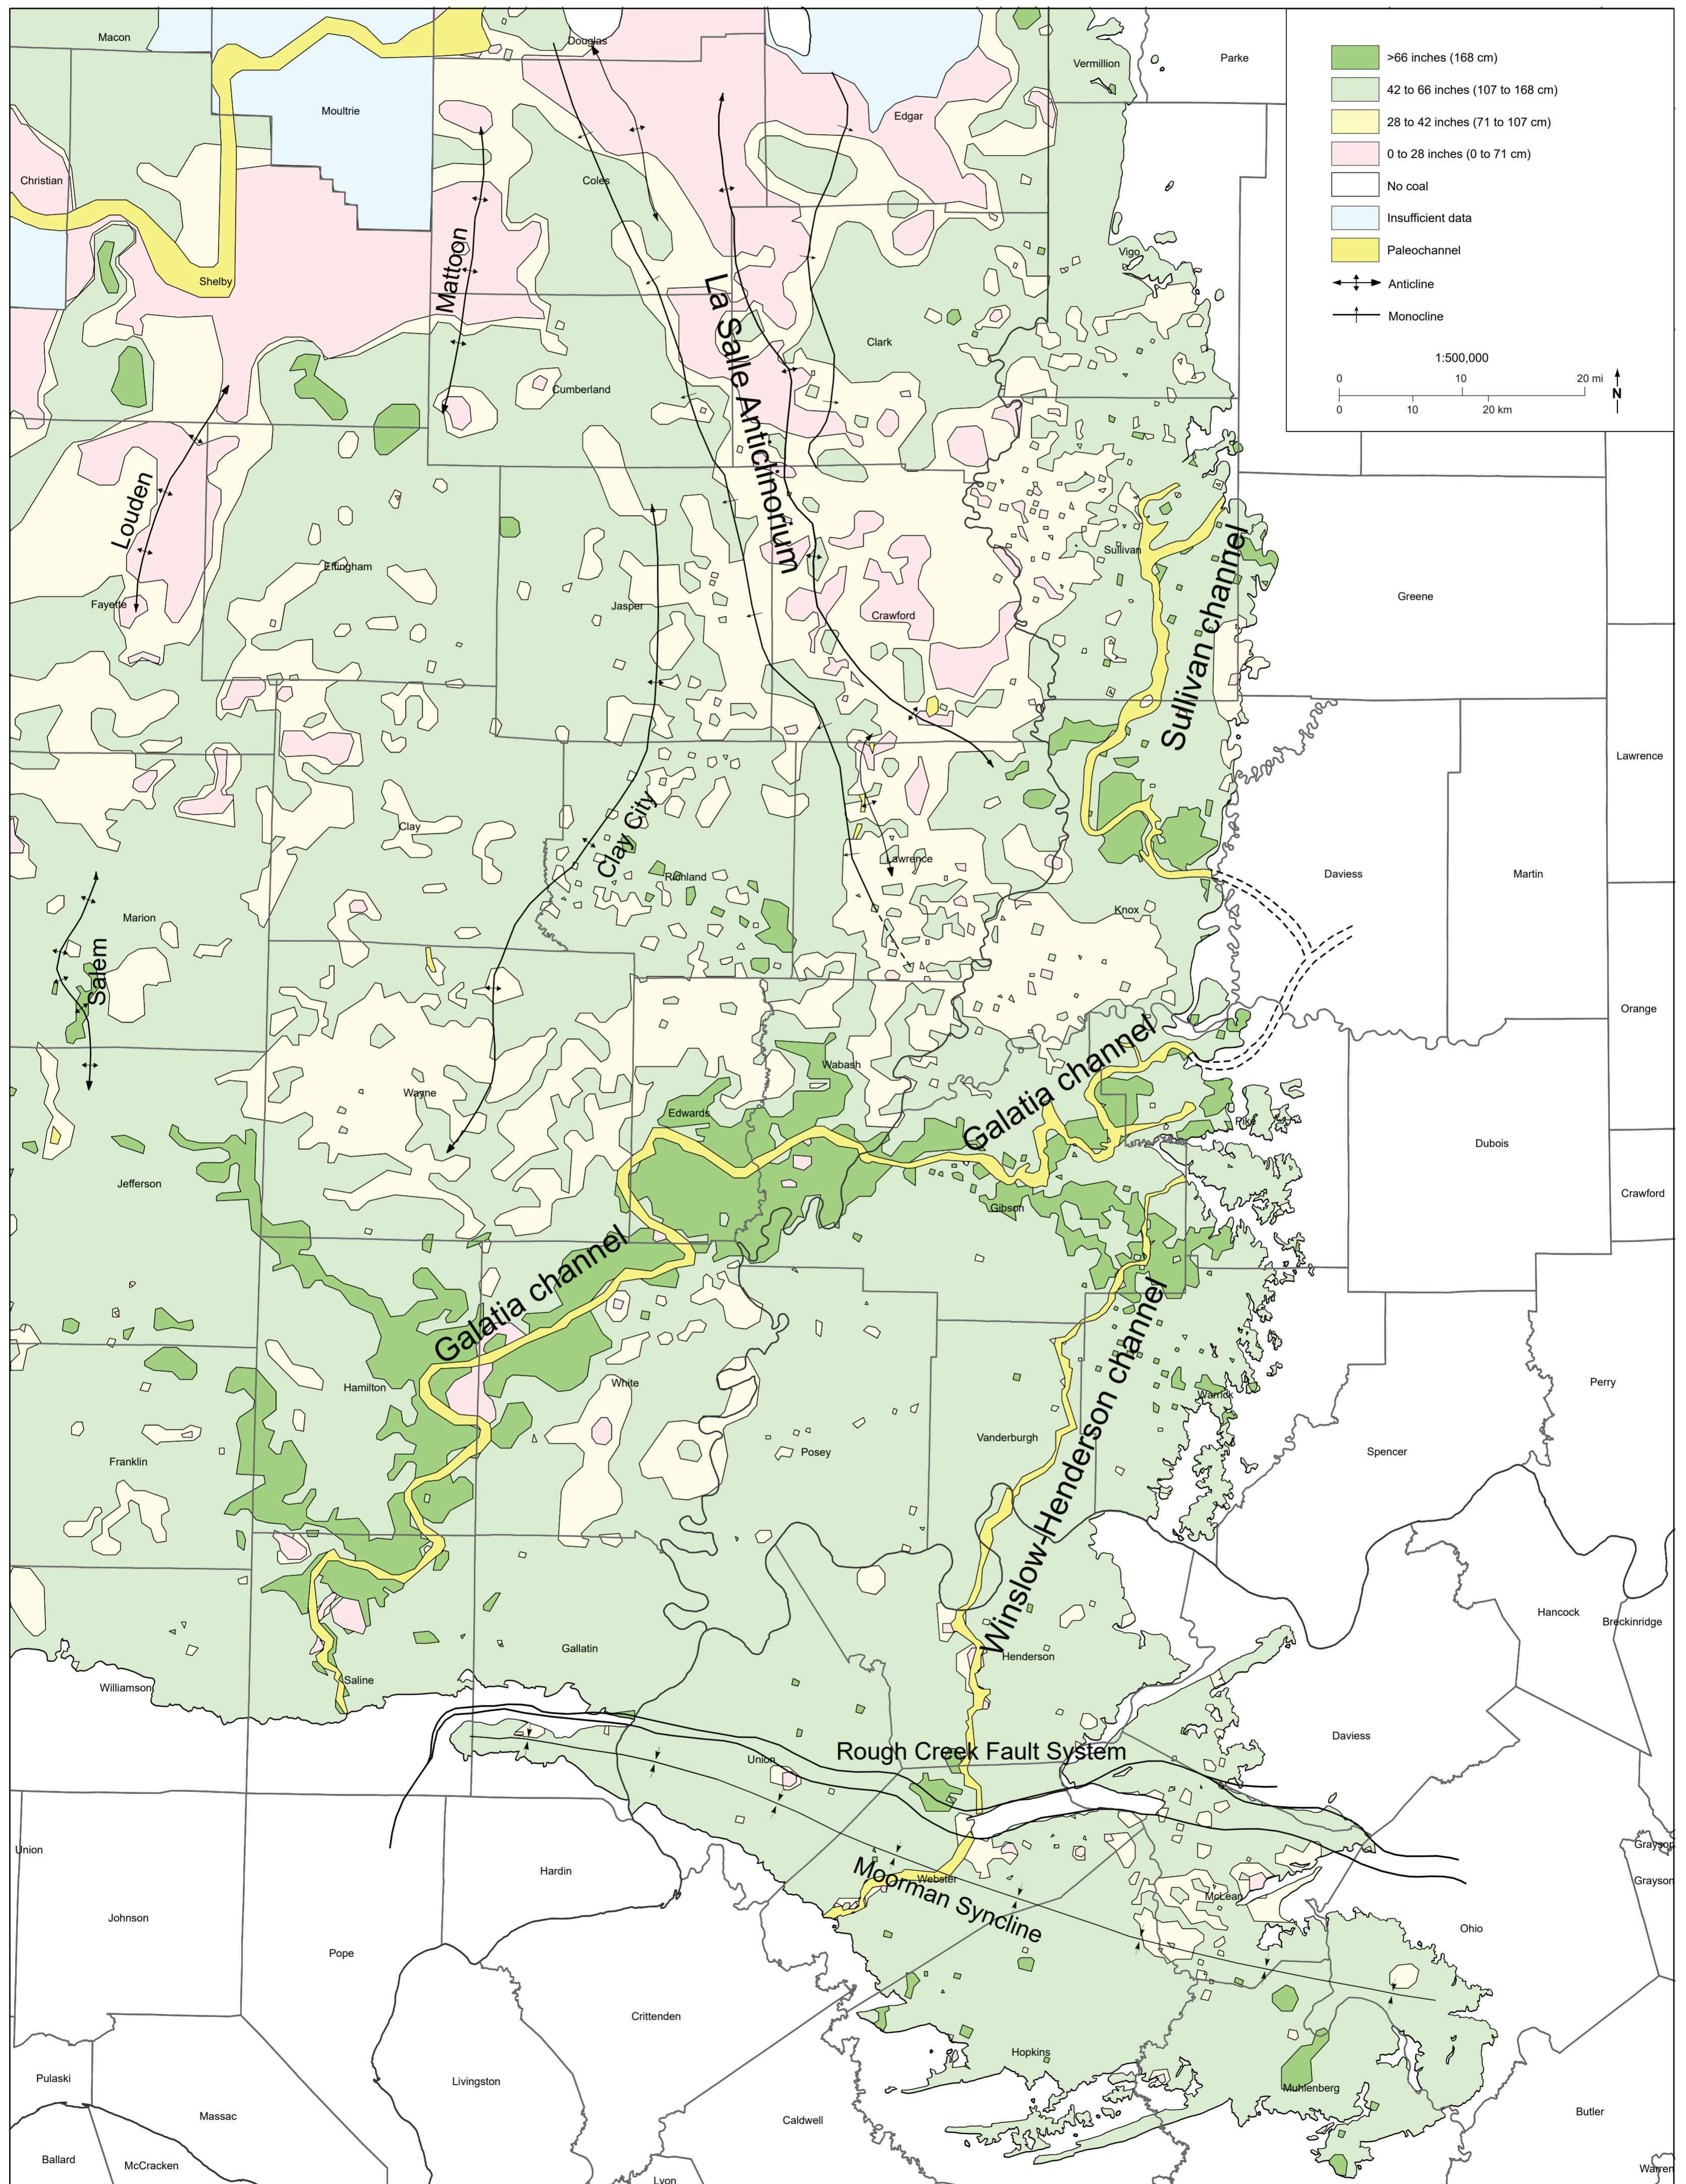 Macon
Douglas
Vermillion
Parke
Moultrie
Edgar
Christian
Coles
Shelby
Mattoon
Vigo
La Salle Anticlinorium
Clark
Cumberland
>66 inches (168 cm)
42 to 66 inches (107 to 168 cm)
28 to 42 inches (71 to 107 cm)
0 to 28 inches (0 to 71 cm)
No coal
Insufficient data
Paleochannel
Anticline
Monocline
1:500,000
0 10 20 mi
0 10 20 km
N
Louden
Effingham
Fayette
Jasper
Crawford
Sullivan
Sullivan channel
Greene
Lawrence
Clay
Clay City
Richland
Lawrence
Knox
Daviess
Martin
Marion
Salem
Orange
Wayne
Wabash
Edwards
Galatia channel
Pike
Dubois
Jefferson
Gibson
Crawford
Galatia channel
Hamilton
White
Winslow-Henderson channel
Warrick
Perry
Franklin
Posey
Vanderburgh
Spencer
Hancock
Breckinridge
Gallatin
Henderson
Williamson
Saline
Daviess
Rough Creek Fault System
Union
Union
Hardin
Webster
Moorman Syncline
McLean
Grayson
Grayson
Johnson
Pope
Ohio
Crittenden
Hopkins
Pulaski
Livingston
Muhlenberg
Massac
Caldwell
Butler
Ballard
McCracken
Lyon
Warren